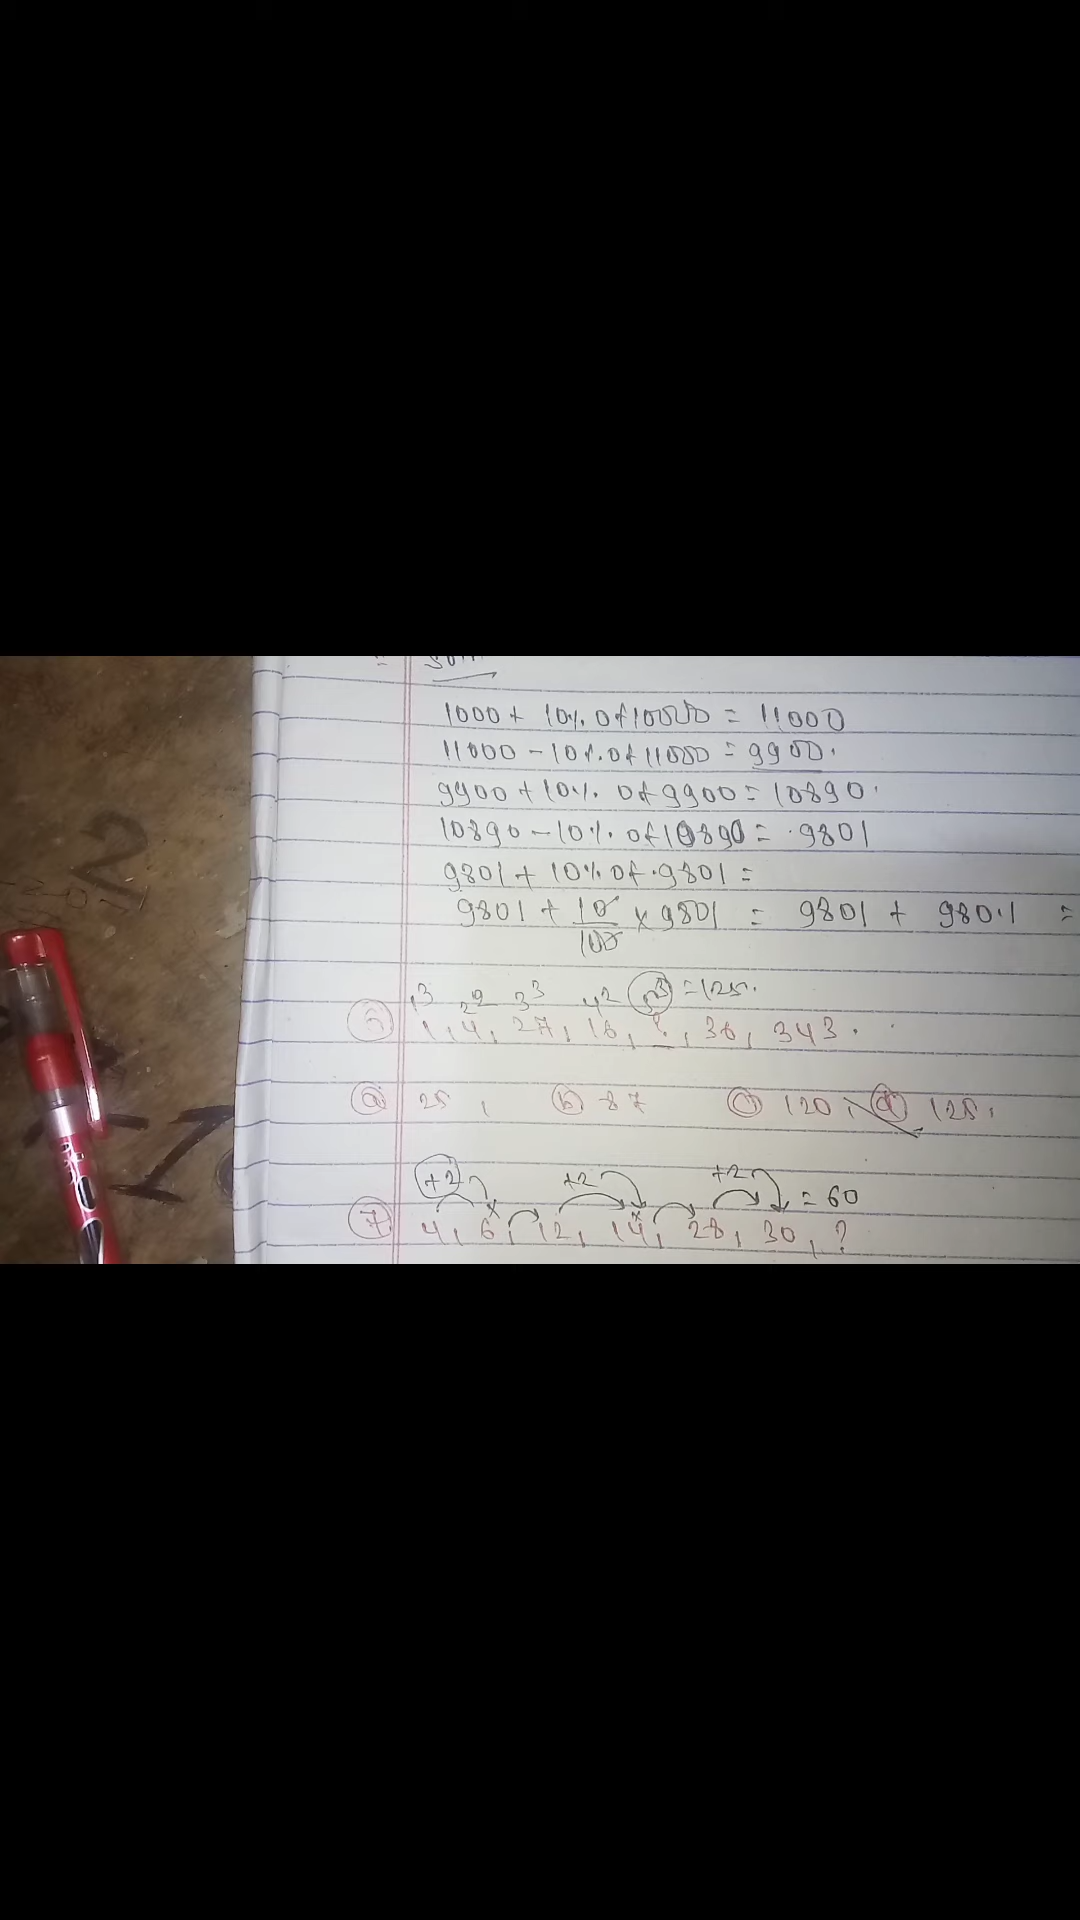 Soln
1000 + 10% of 10000 = 11000
11000 - 10% of 11000 = 9900.
9900 + 10% of 9900 = 10890.
10890 - 10% of 10890 = 9801
9801 + 10% of 9801 =
9801 + 10/100 x 9801 = 9801 + 980.1 =
1³ 2² 3³ 4² 5³ = 125.
1, 4, 27, 16, ?, 36, 343.
(a) 25, (b) 87 (c) 120, (d) 125,
+2 +2 +2 = 60
(7) 4, 6, 12, 14, 28, 30, ?